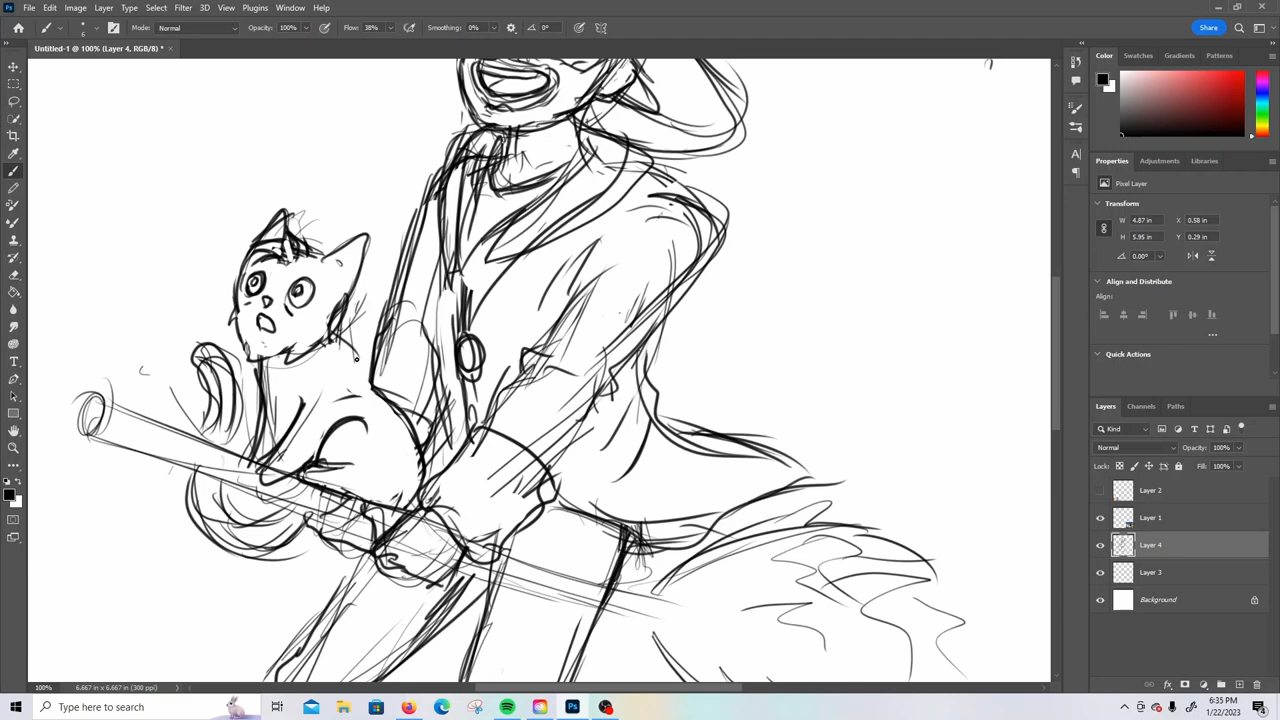 File Edit Image Layer Type Select Filter 3D View Plugins Window Help
6 Mode: Normal Opacity: 100% Flow: 38% Smoothing: 0% 0° Share
Untitled-1 @ 100% (Layer 4, RGB/8) * ×
Color Swatches Gradients Patterns
Properties Adjustments Libraries
Pixel Layer
Transform
W 4.87 in X 0.58 in
H 5.95 in Y 0.29 in
0.00°
Align and Distribute
Align:
Quick Actions
Layers Channels Paths
Kind
Normal Opacity: 100%
Lock: Fill: 100%
Layer 2
Layer 1
Layer 4
Layer 3
Background
100% 6.667 in x 6.667 in (300 ppi)
Type here to search
6:35 PM
1/22/2023